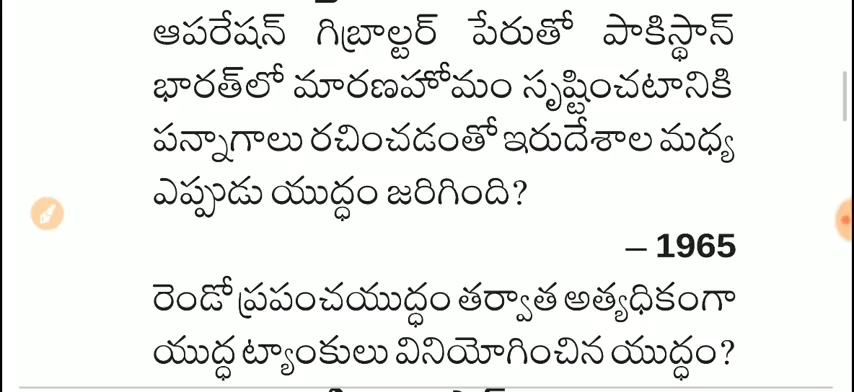 ఆపరేషన్ గిబ్రాల్టర్ పేరుతో పాకిస్థాన్
భారత్‌లో మారణహోమం సృష్టించటానికి
పన్నాగాలు రచించడంతో ఇరుదేశాల మధ్య
ఎప్పుడు యుద్ధం జరిగింది?
– 1965
రెండో ప్రపంచయుద్ధం తర్వాత అత్యధికంగా
యుద్ధ ట్యాంకులు వినియోగించిన యుద్ధం?